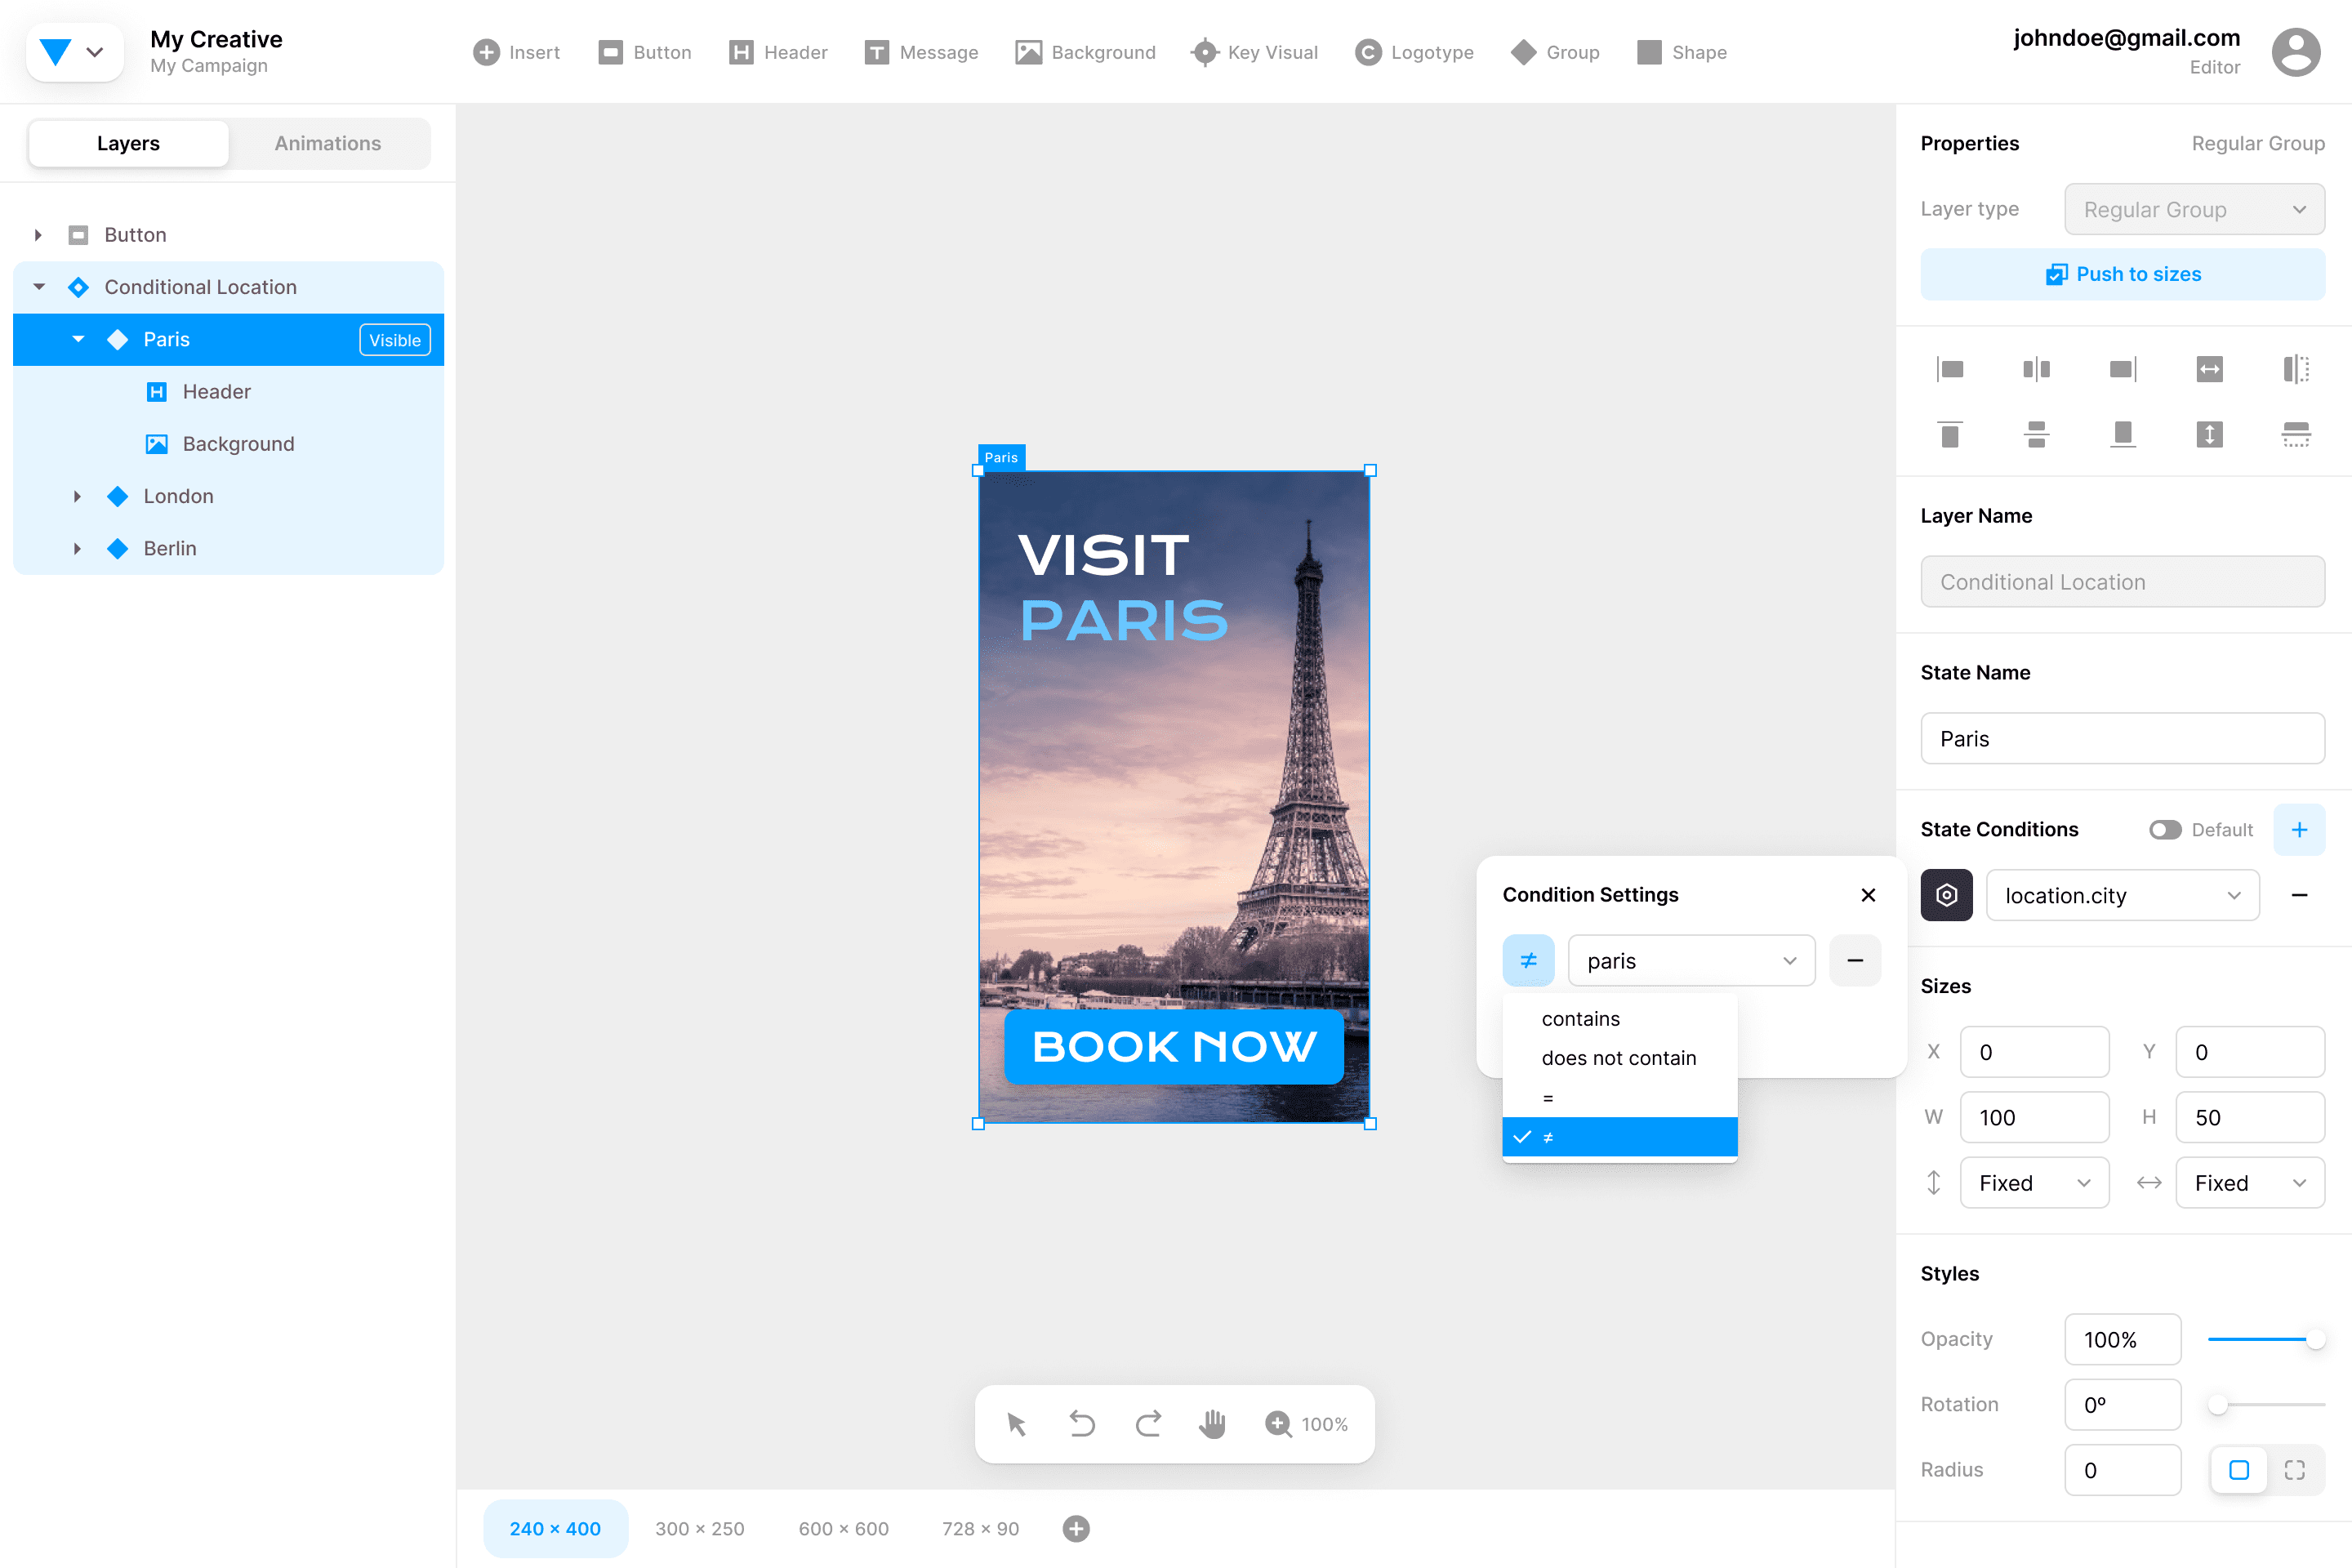 My Creative
My Campaign
Insert
Button
Header
Message
Background
Key Visual
Logotype
Group
Shape
johndoe@gmail.com
Editor
Layers
Animations
Button
Conditional Location
Paris
Visible
Header
Background
London
Berlin
Paris
VISIT
PARIS
BOOK NOW
Condition Settings
≠
paris
contains
does not contain
=
≠
100%
240 × 400
300 × 250
600 × 600
728 × 90
Properties
Regular Group
Layer type
Regular Group
Push to sizes
Layer Name
Conditional Location
State Name
Paris
State Conditions
Default
location.city
Sizes
X
0
Y
0
W
100
H
50
Fixed
Fixed
Styles
Opacity
100%
Rotation
0º
Radius
0